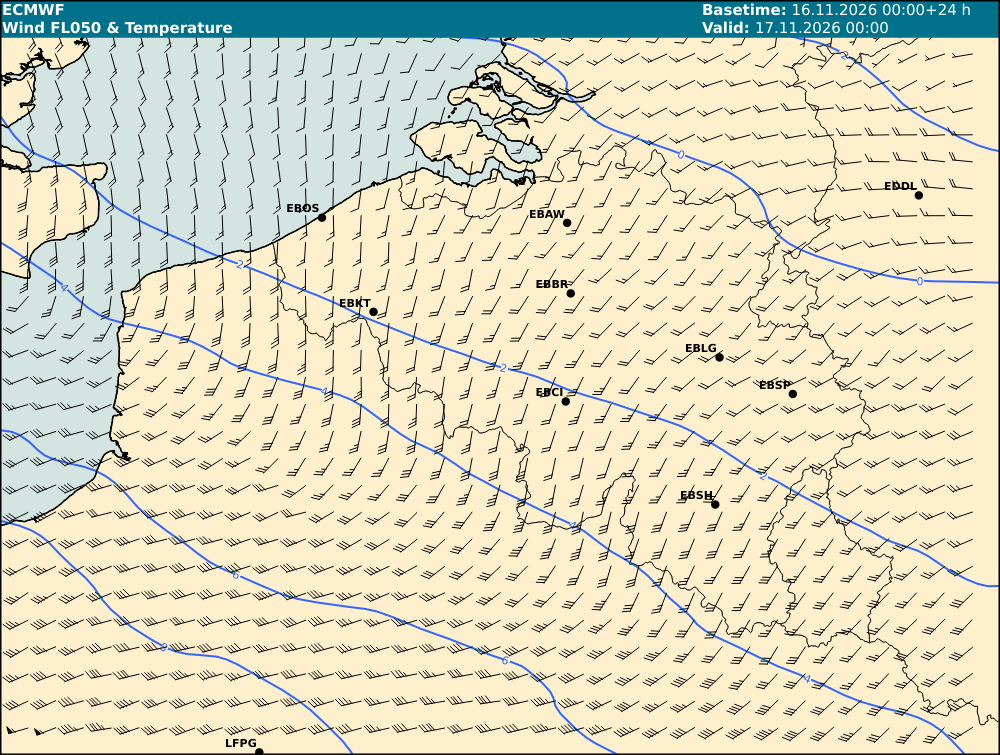 ECMWF
Wind FL050 & Temperature
Basetime: 16.11.2026 00:00+24 h
Valid: 17.11.2026 00:00
2
0
EDDL
EBOS
EBAW
2
0
4
EBBR
EBKT
EBLG
2
EBSP
4
EBCI
2
EBSH
4
6
8
6
4
LFPG